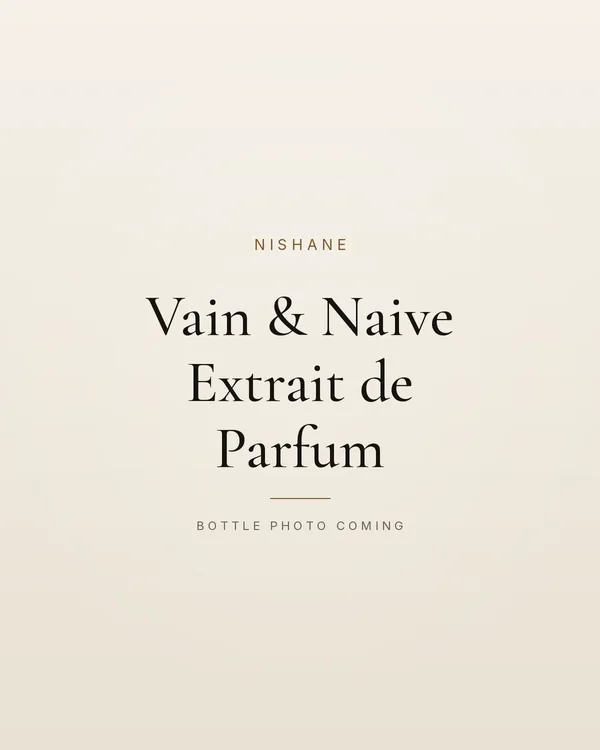 NISHANE
Vain & Naive
Extrait de
Parfum
BOTTLE PHOTO COMING